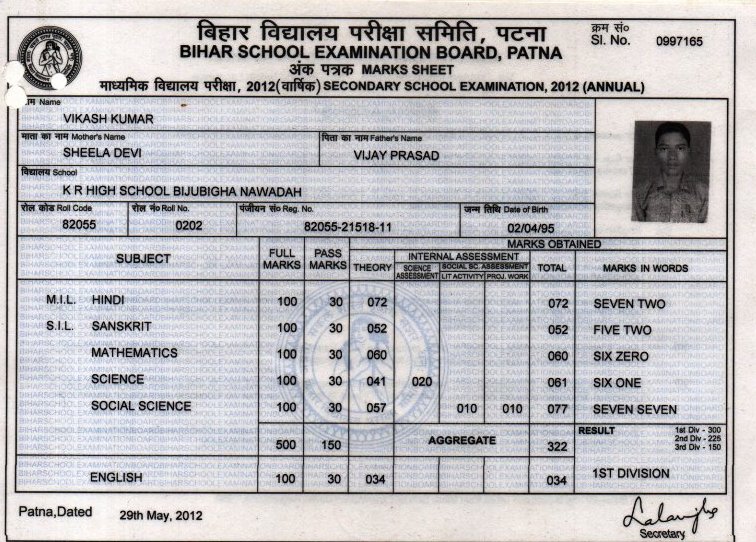 बिहार विद्यालय परीक्षा समिति, पटना
क्रम सं०
BIHAR SCHOOL EXAMINATION BOARD, PATNA
Sl. No. 0997165
अंक पत्रक MARKS SHEET
माध्यमिक विद्यालय परीक्षा, 2012(वार्षिक) SECONDARY SCHOOL EXAMINATION, 2012 (ANNUAL)
Name
VIKASH KUMAR
माता का नाम Mother's Name पिता का नाम Father's Name
SHEELA DEVI VIJAY PRASAD
विद्यालय School
K R HIGH SCHOOL BIJUBIGHA NAWADAH
रोल कोड Roll Code रोल नं० Roll No. पंजीयन सं० Reg. No. जन्म तिथि Date of Birth
82055 0202 82055-21518-11 02/04/95
SUBJECT FULL MARKS PASS MARKS MARKS OBTAINED
THEORY INTERNAL ASSESSMENT TOTAL MARKS IN WORDS
SCIENCE ASSESSMENT SOCIAL SC. ASSESSMENT
LIT ACTIVITY PROJ. WORK
M.I.L. HINDI 100 30 072 072 SEVEN TWO
S.I.L. SANSKRIT 100 30 052 052 FIVE TWO
MATHEMATICS 100 30 060 060 SIX ZERO
SCIENCE 100 30 041 020 061 SIX ONE
SOCIAL SCIENCE 100 30 057 010 010 077 SEVEN SEVEN
500 150 AGGREGATE 322 RESULT
1st Div - 300
2nd Div - 225
3rd Div - 150
ENGLISH 100 30 034 034 1ST DIVISION
Patna,Dated 29th May, 2012
Secretary